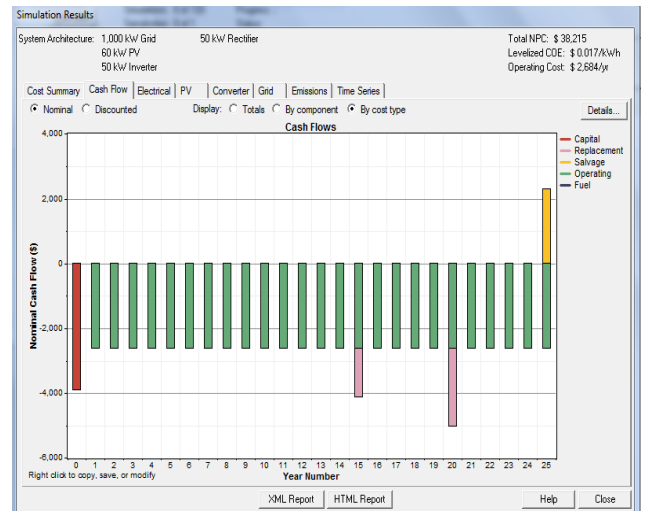 Simulation Results
System Architecture: 1,000 kW Grid 50 kW Rectifier
60 kW PV
50 kW Inverter
Total NPC: $ 38,215
Levelized COE: $ 0.017/kWh
Operating Cost: $ 2,684/yr
Cost Summary Cash Flow Electrical PV Converter Grid Emissions Time Series
Nominal Discounted Display: Totals By component By cost type Details...
Cash Flows
Capital
Replacement
Salvage
Operating
Fuel
Nominal Cash Flow ($)
4,000
2,000
0
-2,000
-4,000
-6,000
0 1 2 3 4 5 6 7 8 9 10 11 12 13 14 15 16 17 18 19 20 21 22 23 24 25
Right click to copy, save, or modify
Year Number
XML Report HTML Report Help Close